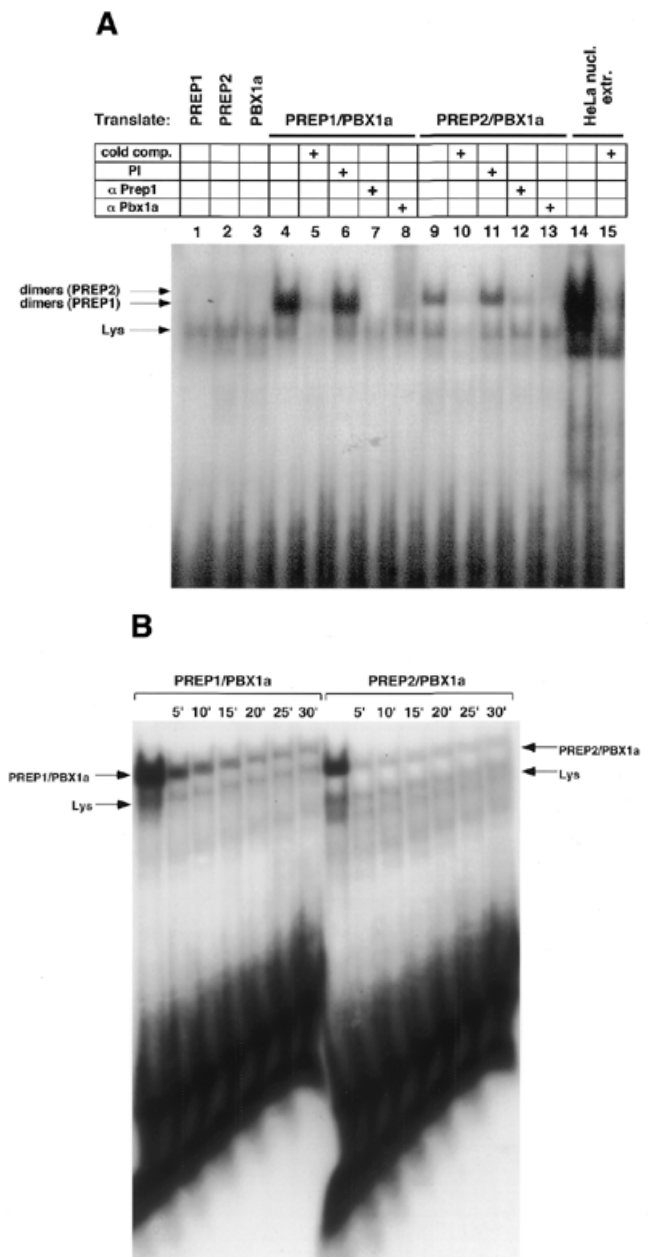 A
PREP1 PREP2 PBX1a HeLa nucl. extr.
Translate: PREP1/PBX1a PREP2/PBX1a
cold comp. + + +
PI + +
α Prep1 + +
α Pbx1a + +
1 2 3 4 5 6 7 8 9 10 11 12 13 14 15
dimers (PREP2)
dimers (PREP1)
Lys
B
PREP1/PBX1a PREP2/PBX1a
5' 10' 15' 20' 25' 30' 5' 10' 15' 20' 25' 30'
PREP2/PBX1a
PREP1/PBX1a Lys
Lys